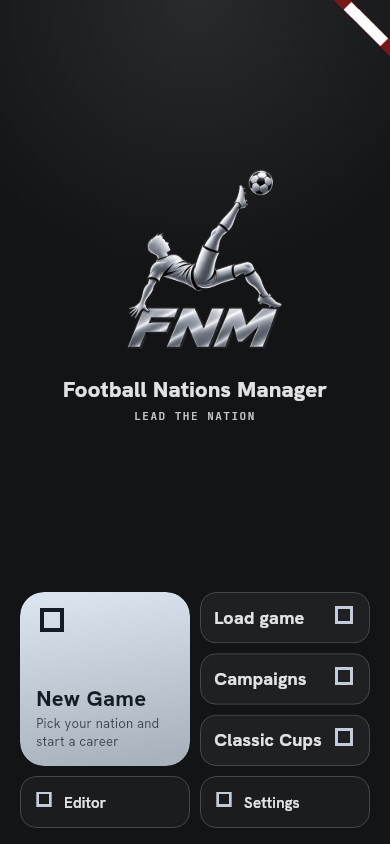 FNM
Football Nations Manager
LEAD THE NATION
New Game
Pick your nation and
start a career
Load game
Campaigns
Classic Cups
Editor
Settings